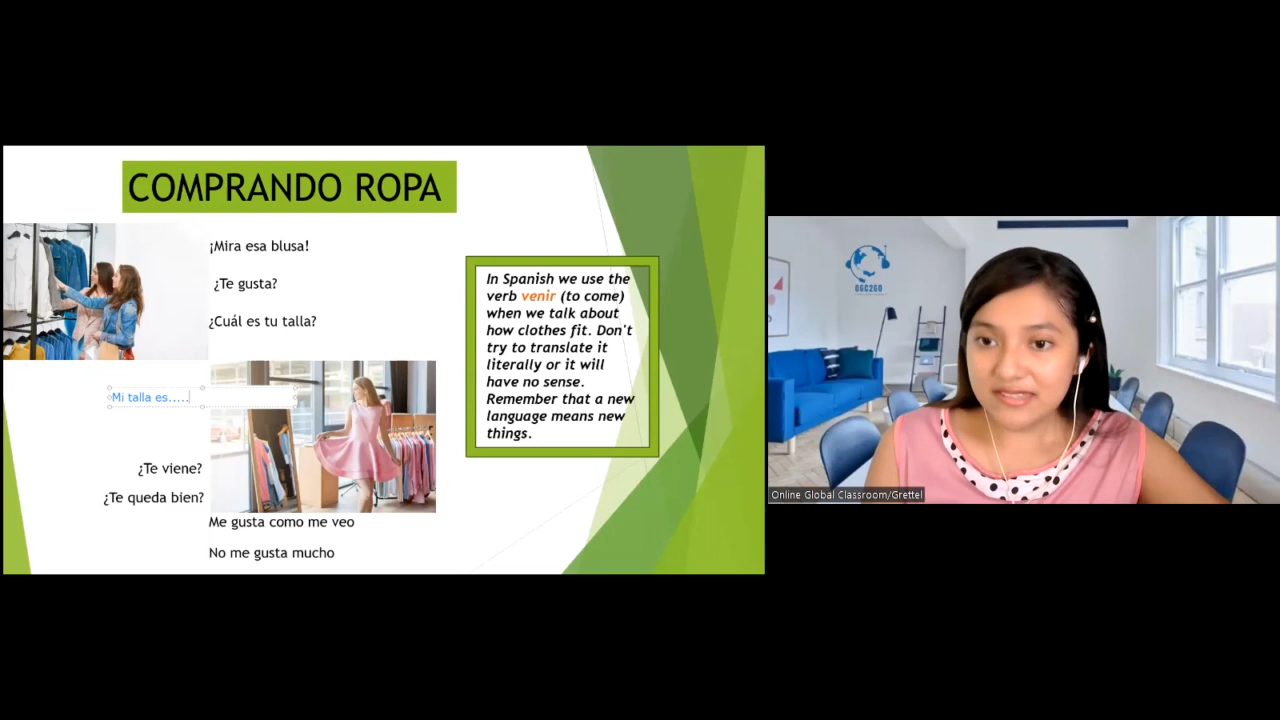 COMPRANDO ROPA
¡Mira esa blusa!
¿Te gusta?
¿Cuál es tu talla?
Mi talla es.....
¿Te viene?
¿Te queda bien?
Me gusta como me veo
No me gusta mucho
In Spanish we use the
verb venir (to come)
when we talk about
how clothes fit. Don't
try to translate it
literally or it will
have no sense.
Remember that a new
language means new
things.
OGC2GO
Online Global Classroom/Grettel